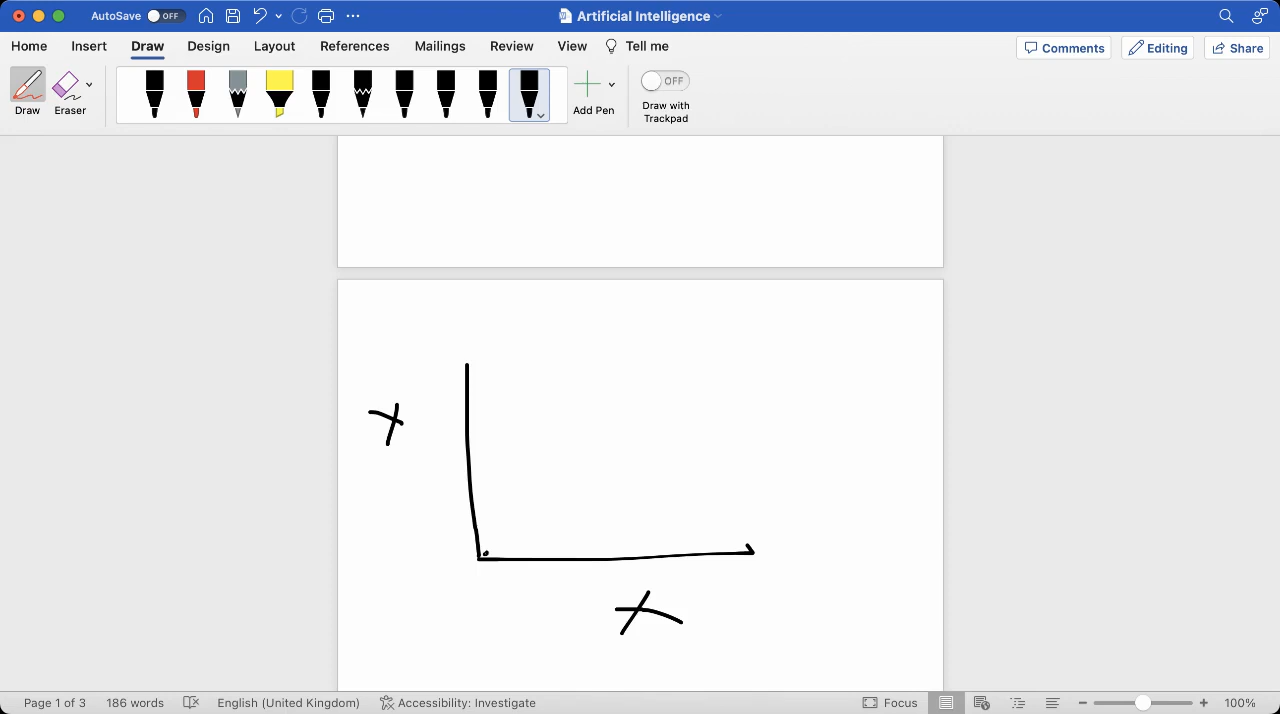 AutoSave OFF Artificial Intelligence
Home Insert Draw Design Layout References Mailings Review View Tell me Comments Editing Share
Draw Eraser Add Pen OFF Draw with Trackpad
x
x
Page 1 of 3 186 words English (United Kingdom) Accessibility: Investigate Focus 100%